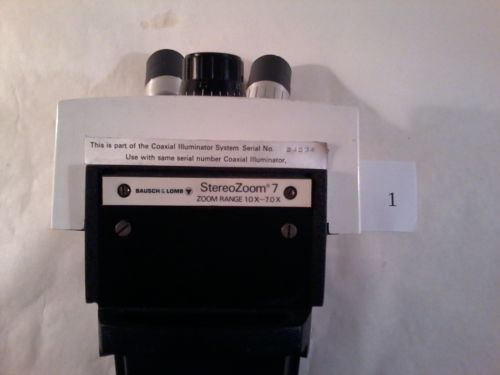 This is part of the Coaxial Illuminator System Serial No.
Use with same serial number Coaxial Illuminator.
BAUSCH & LOMB StereoZoom® 7
ZOOM RANGE 1.0X–7.0X
1